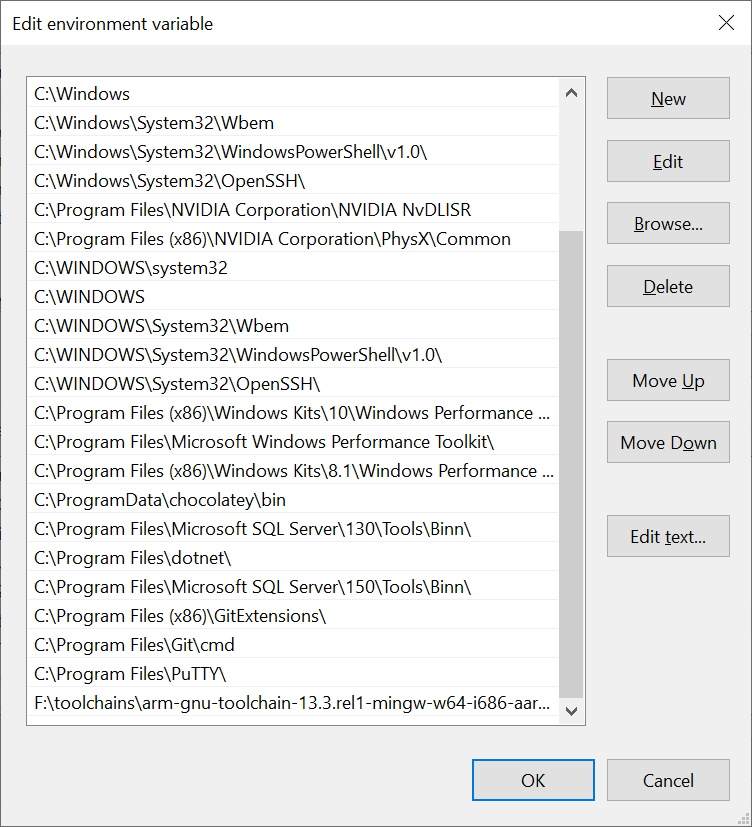 Edit environment variable
C:\Windows
C:\Windows\System32\Wbem
C:\Windows\System32\WindowsPowerShell\v1.0\
C:\Windows\System32\OpenSSH\
C:\Program Files\NVIDIA Corporation\NVIDIA NvDLISR
C:\Program Files (x86)\NVIDIA Corporation\PhysX\Common
C:\WINDOWS\system32
C:\WINDOWS
C:\WINDOWS\System32\Wbem
C:\WINDOWS\System32\WindowsPowerShell\v1.0\
C:\WINDOWS\System32\OpenSSH\
C:\Program Files (x86)\Windows Kits\10\Windows Performance ...
C:\Program Files\Microsoft Windows Performance Toolkit\
C:\Program Files (x86)\Windows Kits\8.1\Windows Performance ...
C:\ProgramData\chocolatey\bin
C:\Program Files\Microsoft SQL Server\130\Tools\Binn\
C:\Program Files\dotnet\
C:\Program Files\Microsoft SQL Server\150\Tools\Binn\
C:\Program Files (x86)\GitExtensions\
C:\Program Files\Git\cmd
C:\Program Files\PuTTY\
F:\toolchains\arm-gnu-toolchain-13.3.rel1-mingw-w64-i686-aar...
New
Edit
Browse...
Delete
Move Up
Move Down
Edit text...
OK
Cancel